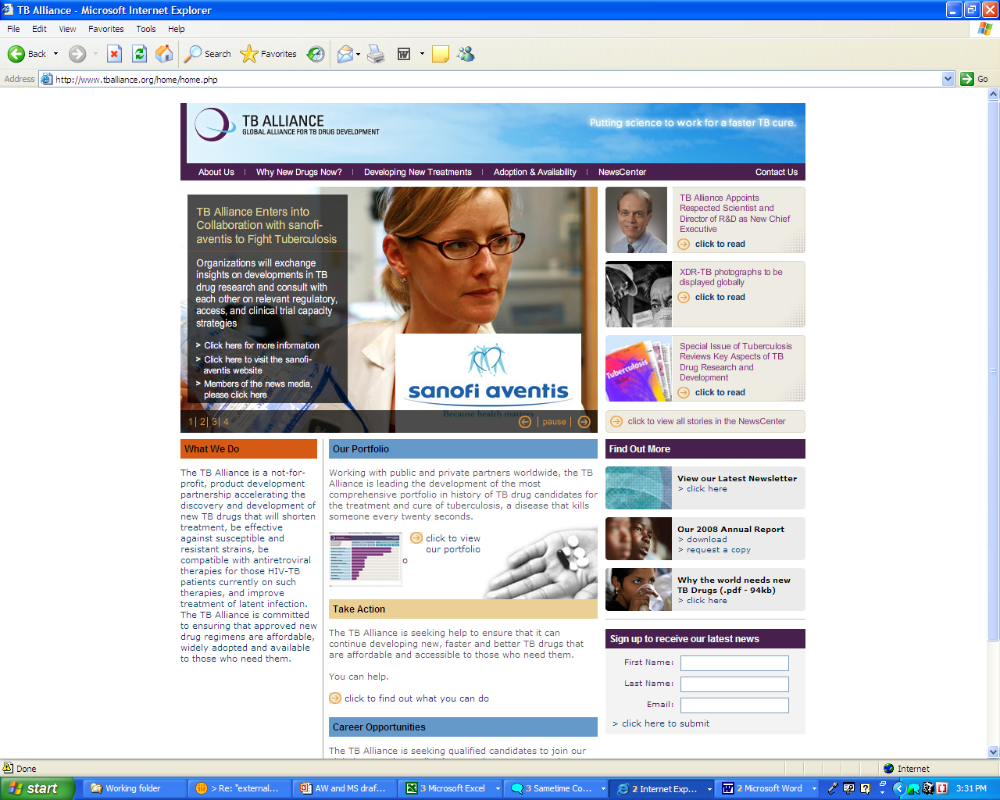 TB Alliance - Microsoft Internet Explorer
File Edit View Favorites Tools Help
Back Search Favorites
Address http://www.tballiance.org/home/home.php Go
TB ALLIANCE
GLOBAL ALLIANCE FOR TB DRUG DEVELOPMENT
Putting science to work for a faster TB cure.
About Us | Why New Drugs Now? | Developing New Treatments | Adoption & Availability | NewsCenter Contact Us
TB Alliance Enters into
Collaboration with sanofi-
aventis to Fight Tuberculosis
Organizations will exchange
insights on developments in TB
drug research and consult with
each other on relevant regulatory,
access, and clinical trial capacity
strategies
> Click here for more information
> Click here to visit the sanofi-
aventis website
> Members of the news media,
please click here
sanofi aventis
Because health matters
1| 2| 3| 4
| pause |
TB Alliance Appoints
Respected Scientist and
Director of R&D as New Chief
Executive
click to read
XDR-TB photographs to be
displayed globally
click to read
Tuberculosis
Special Issue of Tuberculosis
Reviews Key Aspects of TB
Drug Research and
Development
click to read
click to view all stories in the NewsCenter
What We Do
The TB Alliance is a not-for-
profit, product development
partnership accelerating the
discovery and development of
new TB drugs that will shorten
treatment, be effective
against susceptible and
resistant strains, be
compatible with antiretroviral
therapies for those HIV-TB
patients currently on such
therapies, and improve
treatment of latent infection.
The TB Alliance is committed
to ensuring that approved new
drug regimens are affordable,
widely adopted and available
to those who need them.
Our Portfolio
Working with public and private partners worldwide, the TB
Alliance is leading the development of the most
comprehensive portfolio in history of TB drug candidates for
the treatment and cure of tuberculosis, a disease that kills
someone every twenty seconds.
click to view
our portfolio
o
Take Action
The TB Alliance is seeking help to ensure that it can
continue developing new, faster and better TB drugs that
are affordable and accessible to those who need them.
You can help.
click to find out what you can do
Career Opportunities
The TB Alliance is seeking qualified candidates to join our
Find Out More
View our Latest Newsletter
> click here
Our 2008 Annual Report
> download
> request a copy
Why the world needs new
TB Drugs (.pdf - 94kb)
> click here
Sign up to receive our latest news
First Name:
Last Name:
Email:
> click here to submit
Done Internet
start Working folder > Re: "external... AW and MS draf... 3 Microsoft Excel 3 Sametime Co... 2 Internet Exp... 2 Microsoft Word 3:31 PM